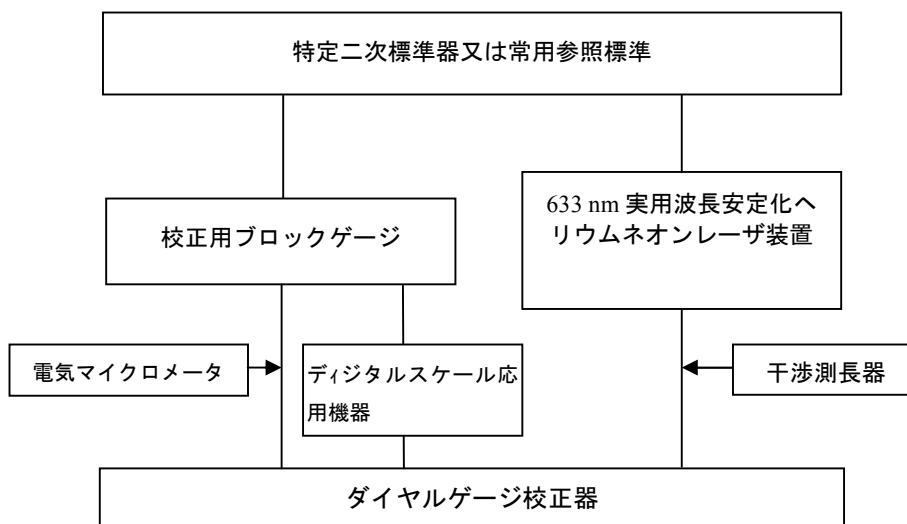 特定二次標準器又は常用参照標準
校正用ブロックゲージ
633 nm 実用波長安定化ヘ
リウムネオンレーザ装置
電気マイクロメータ
ディジタルスケール応
用機器
干渉測長器
ダイヤルゲージ校正器